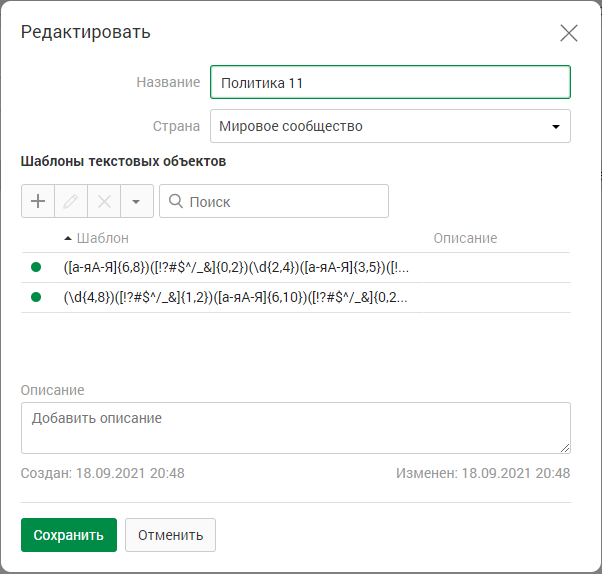 Редактировать
Название Политика 11
Страна Мировое сообщество
Шаблоны текстовых объектов
Поиск
Шаблон Описание
([а-яА-Я]{6,8})([!?#$^/_&]{0,2})(\d{2,4})([а-яА-Я]{3,5})([!...
(\d{4,8})([!?#$^/_&]{1,2})([а-яА-Я]{6,10})([!?#$^/_&]{0,2...
Описание
Добавить описание
Создан: 18.09.2021 20:48 Изменен: 18.09.2021 20:48
Сохранить Отменить